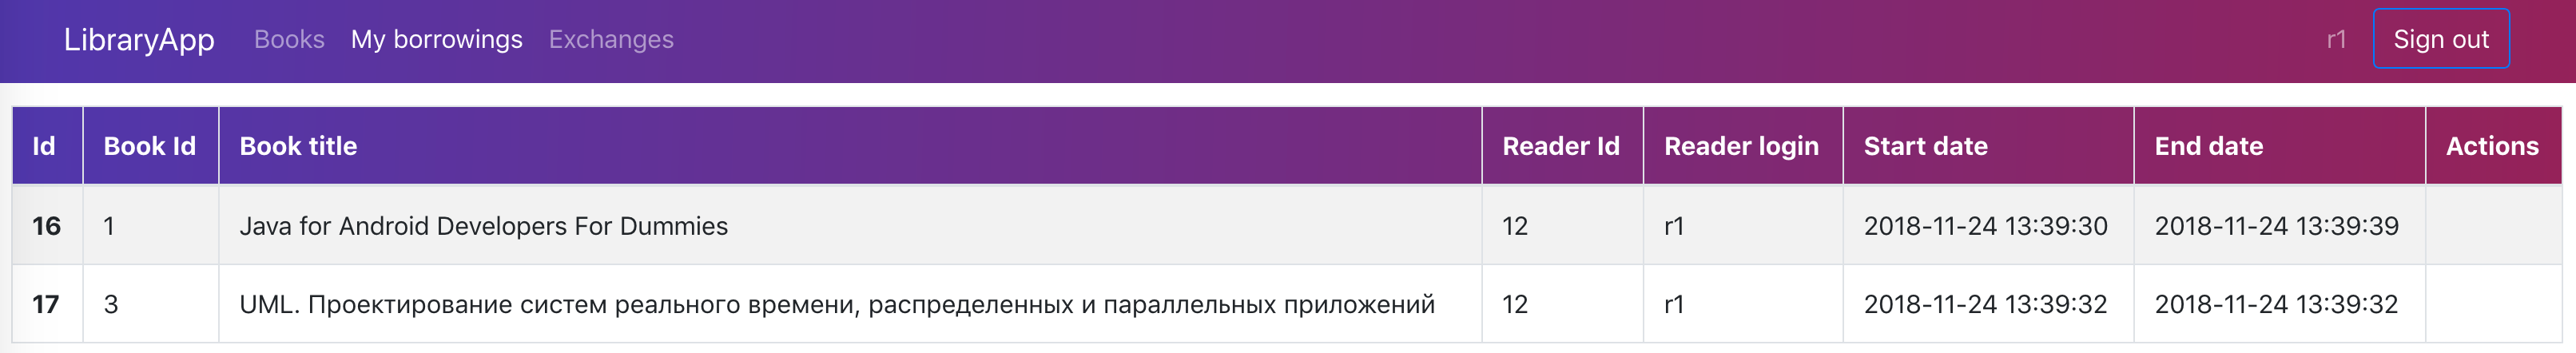 LibraryApp Books My borrowings Exchanges r1 Sign out
Id Book Id Book title Reader Id Reader login Start date End date Actions
16 1 Java for Android Developers For Dummies 12 r1 2018-11-24 13:39:30 2018-11-24 13:39:39
17 3 UML. Проектирование систем реального времени, распределенных и параллельных приложений 12 r1 2018-11-24 13:39:32 2018-11-24 13:39:32